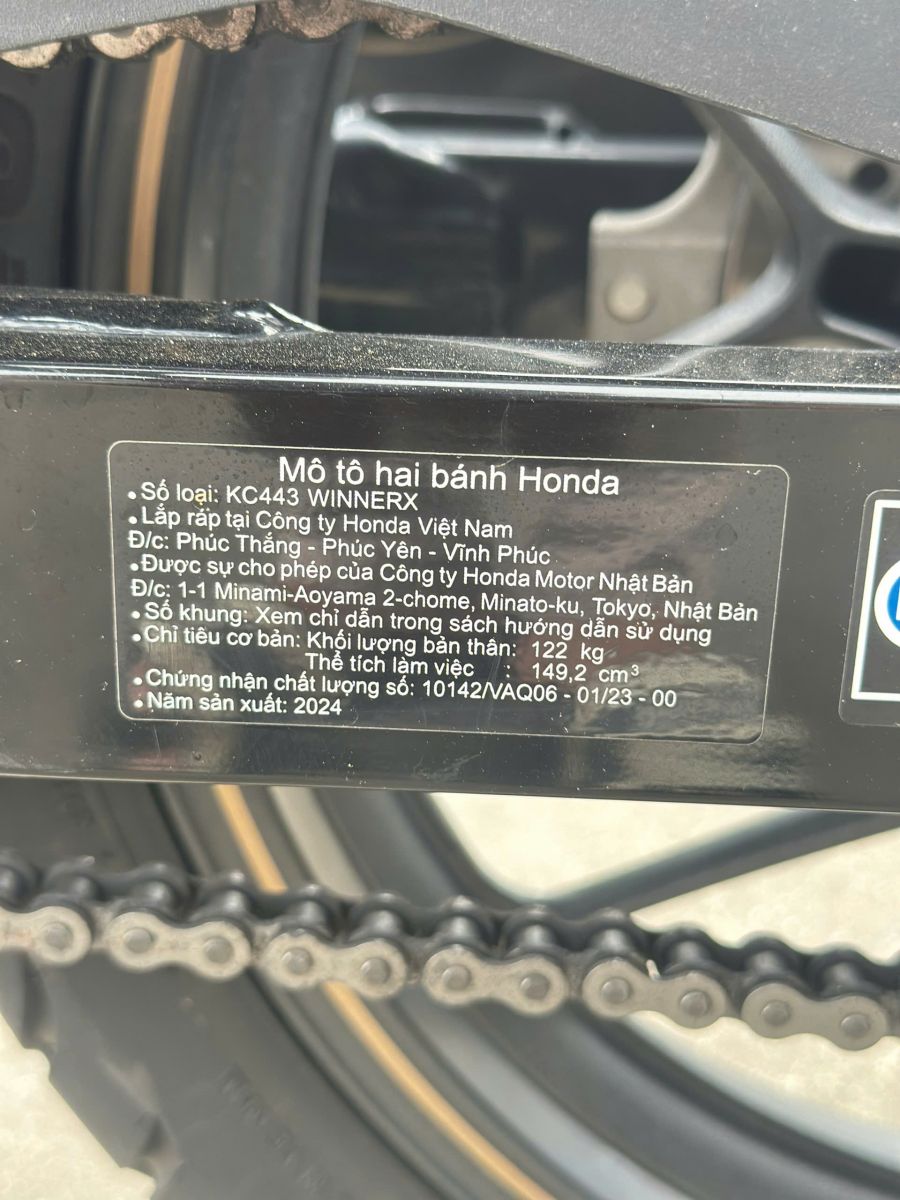 Mô tô hai bánh Honda
• Số loại: KC443 WINNERX
• Lắp ráp tại Công ty Honda Việt Nam
Đ/c: Phúc Thắng - Phúc Yên - Vĩnh Phúc
• Được sự cho phép của Công ty Honda Motor Nhật Bản
Đ/c: 1-1 Minami-Aoyama 2-chome, Minato-ku, Tokyo, Nhật Bản
• Số khung: Xem chỉ dẫn trong sách hướng dẫn sử dụng
• Chỉ tiêu cơ bản: Khối lượng bản thân: 122 kg
Thể tích làm việc : 149,2 cm³
• Chứng nhận chất lượng số: 10142/VAQ06 - 01/23 - 00
• Năm sản xuất: 2024